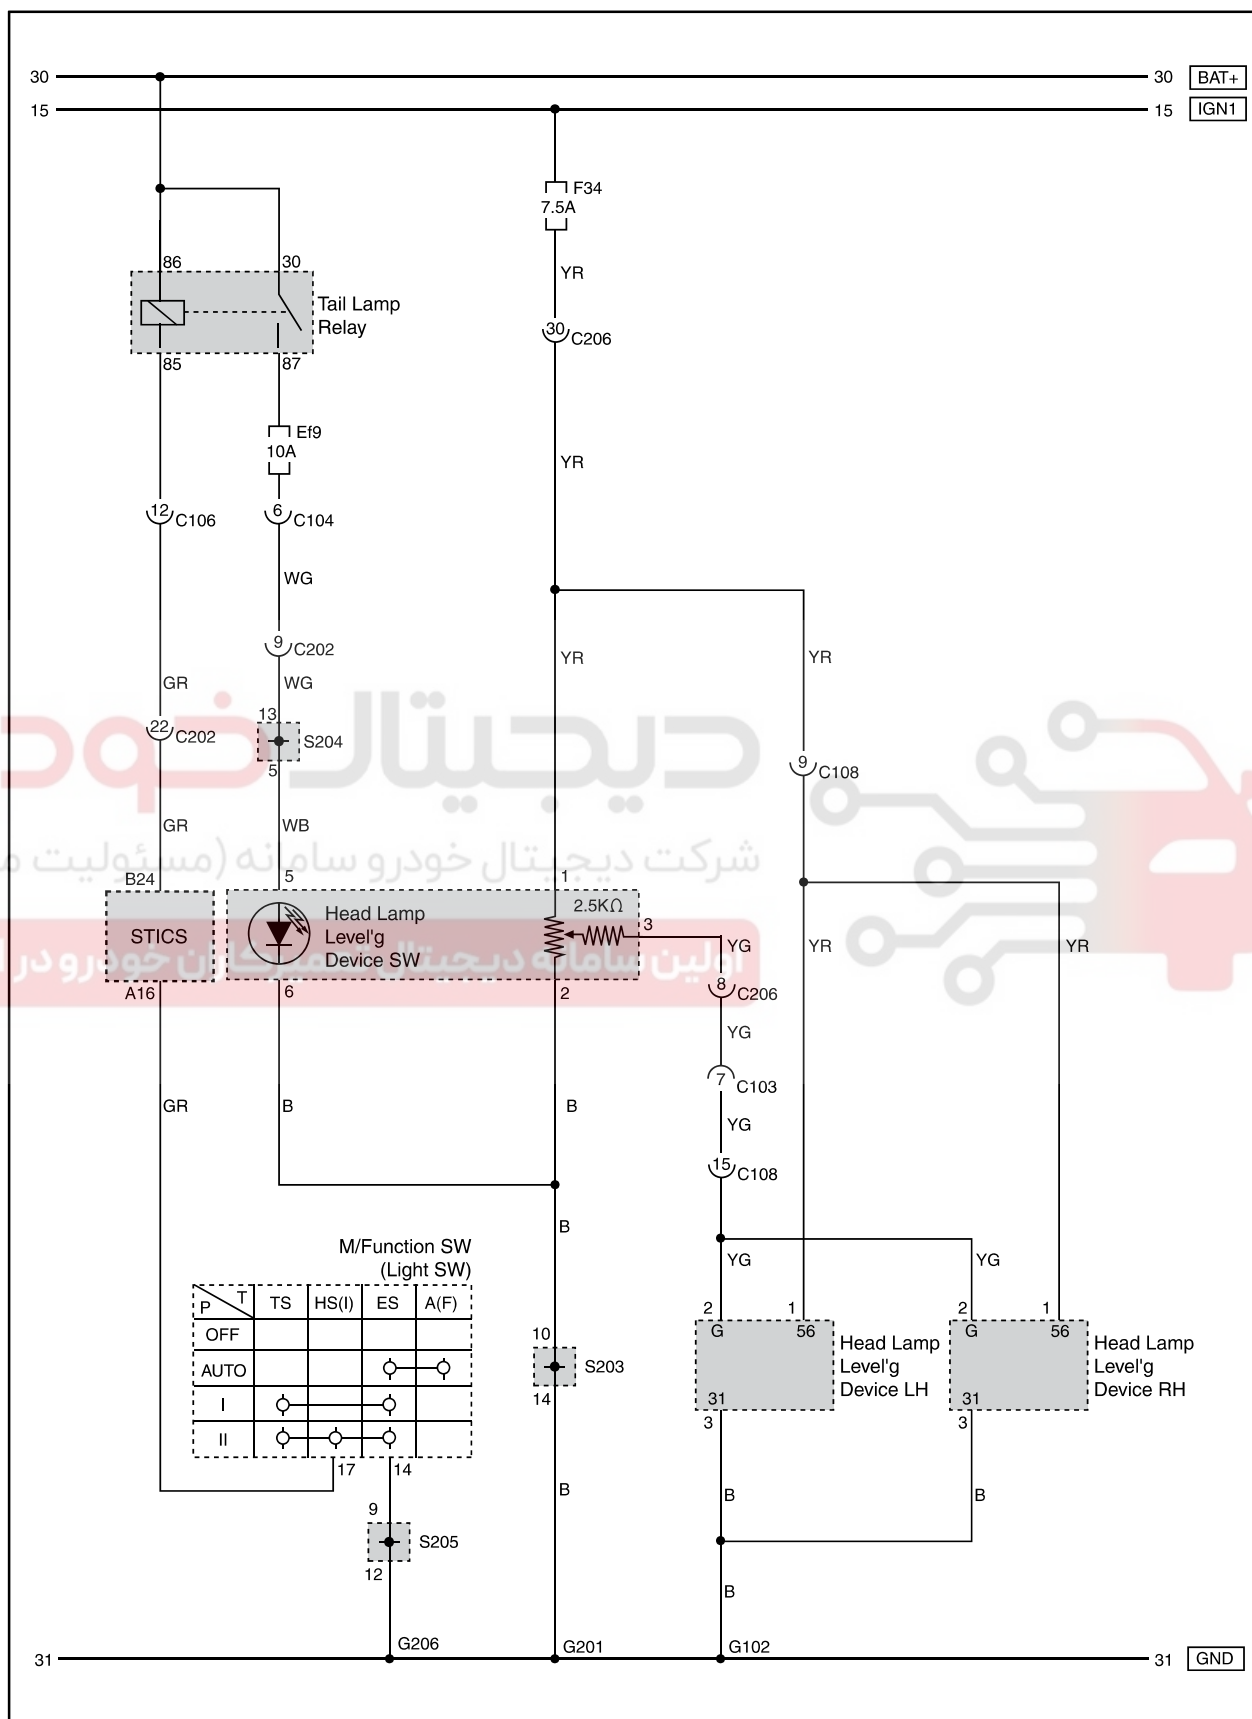 30
30
BAT+
15
15
IGN1
F34
7.5A
YR
86
30
Tail Lamp
Relay
30
C206
85
87
Ef9
10A
YR
12
C106
6
C104
WG
9
C202
YR
YR
GR
WG
22
C202
13
S204
5
9
C108
دیجیتال خود
GR
WB
شرکت دیجیتال خودرو سامانه (مسئولیت م
B24
5
1
STICS
Head Lamp
Level'g
Device SW
2.5KΩ
3
YG
YR
YR
اولین سامانه دیجیتال تعمیرکاران خودرو در ا
A16
6
2
8
C206
YG
7
C103
GR
B
B
YG
15
C108
B
M/Function SW
(Light SW)
YG
YG
P
T
TS
HS(I)
ES
A(F)
OFF
AUTO
I
II
2
1
2
1
G
56
G
56
Head Lamp
Level'g
Device LH
Head Lamp
Level'g
Device RH
31
31
3
3
10
S203
14
17
14
B
B
B
9
S205
12
B
G206
G201
G102
31
31
GND